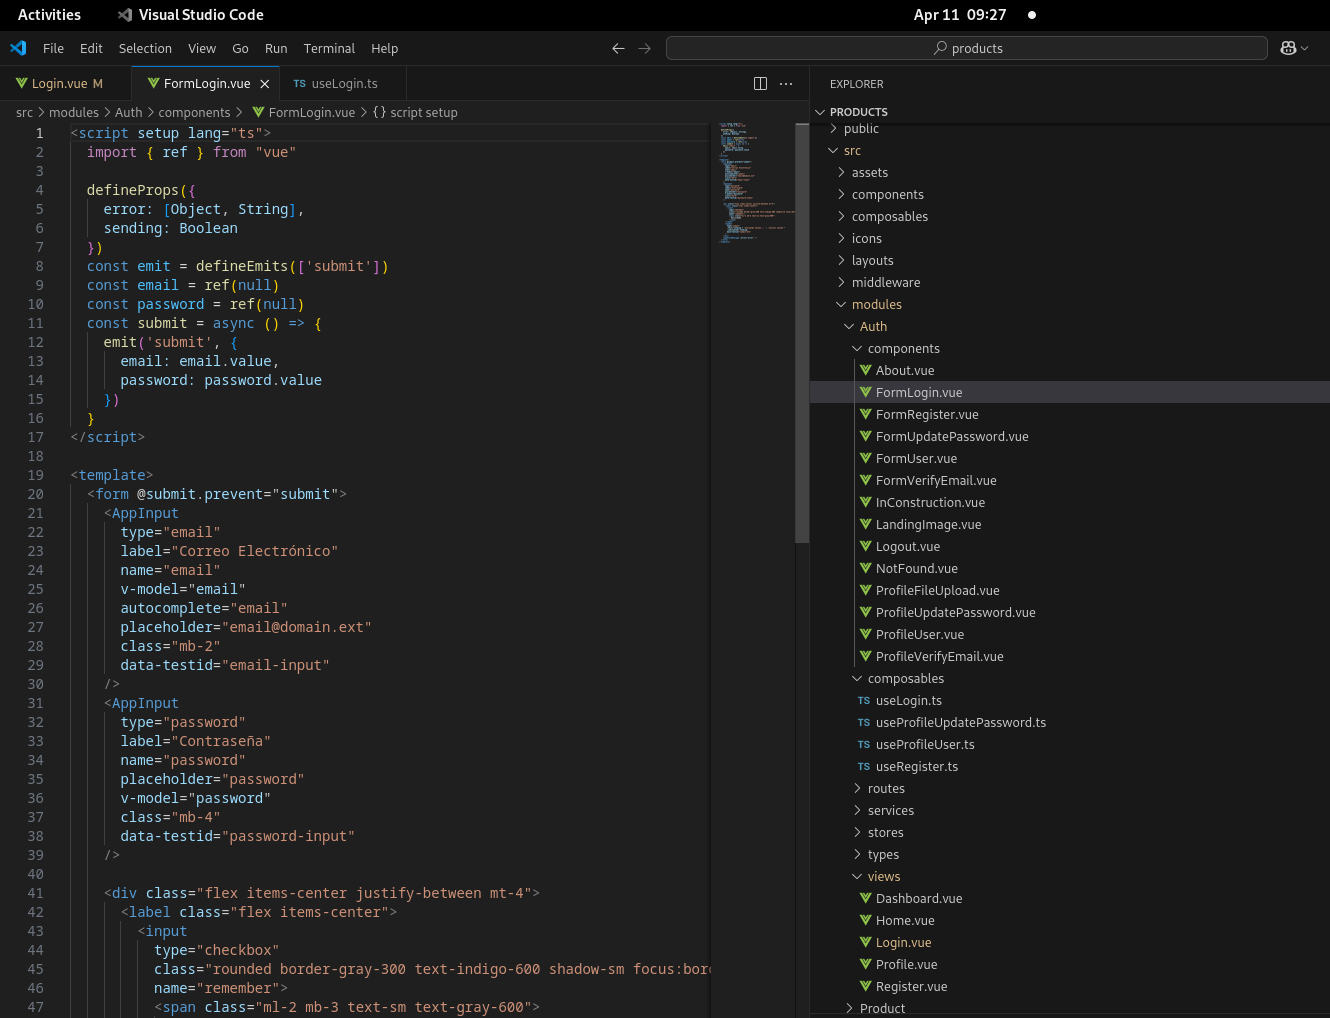 Activities Visual Studio Code Apr 11 09:27
File Edit Selection View Go Run Terminal Help products
Login.vue M FormLogin.vue TS useLogin.ts
src > modules > Auth > components > FormLogin.vue > {} script setup
1 <script setup lang="ts">
2 import { ref } from "vue"
3
4 defineProps({
5 error: [Object, String],
6 sending: Boolean
7 })
8 const emit = defineEmits(['submit'])
9 const email = ref(null)
10 const password = ref(null)
11 const submit = async () => {
12 emit('submit', {
13 email: email.value,
14 password: password.value
15 })
16 }
17 </script>
18
19 <template>
20 <form @submit.prevent="submit">
21 <AppInput
22 type="email"
23 label="Correo Electrónico"
24 name="email"
25 v-model="email"
26 autocomplete="email"
27 placeholder="email@domain.ext"
28 class="mb-2"
29 data-testid="email-input"
30 />
31 <AppInput
32 type="password"
33 label="Contraseña"
34 name="password"
35 placeholder="password"
36 v-model="password"
37 class="mb-4"
38 data-testid="password-input"
39 />
40
41 <div class="flex items-center justify-between mt-4">
42 <label class="flex items-center">
43 <input
44 type="checkbox"
45 class="rounded border-gray-300 text-indigo-600 shadow-sm focus:bor
46 name="remember">
47 <span class="ml-2 mb-3 text-sm text-gray-600">
EXPLORER
PRODUCTS
public
src
assets
components
composables
icons
layouts
middleware
modules
Auth
components
About.vue
FormLogin.vue
FormRegister.vue
FormUpdatePassword.vue
FormUser.vue
FormVerifyEmail.vue
InConstruction.vue
LandingImage.vue
Logout.vue
NotFound.vue
ProfileFileUpload.vue
ProfileUpdatePassword.vue
ProfileUser.vue
ProfileVerifyEmail.vue
composables
TS useLogin.ts
TS useProfileUpdatePassword.ts
TS useProfileUser.ts
TS useRegister.ts
routes
services
stores
types
views
Dashboard.vue
Home.vue
Login.vue
Profile.vue
Register.vue
Product